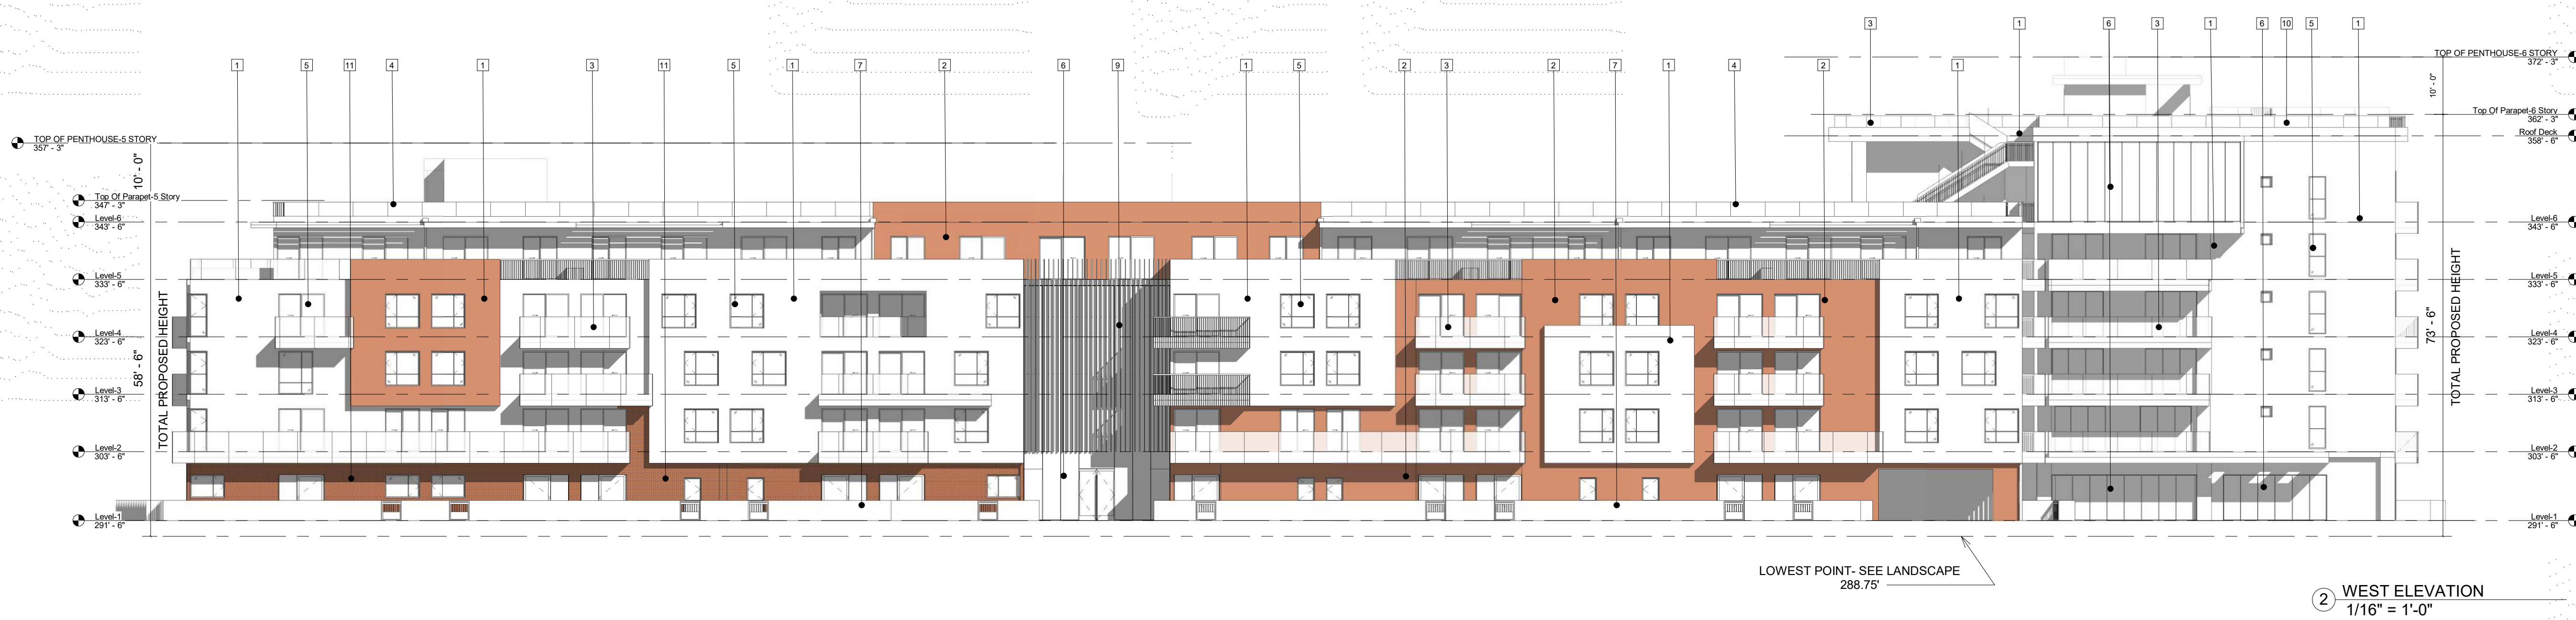 3 1 6 3 1 6 10 5 1
1 5 11 4 1 3 11 5 1 7 2 6 9 1 5 2 3 2 7 1 4 2 1
TOP OF PENTHOUSE-6 STORY
372' - 3"
10' - 0"
Top Of Parapet-6 Story
362' - 3"
Roof Deck
358' - 6"
TOP OF PENTHOUSE-5 STORY
357' - 3"
10' - 0"
Top Of Parapet-5 Story
347' - 3"
Level-6
343' - 6"
Level-6
343' - 6"
Level-5
333' - 6"
Level-5
333' - 6"
Level-4
323' - 6"
Level-4
323' - 6"
58' - 6"
TOTAL PROPOSED HEIGHT
73' - 6"
TOTAL PROPOSED HEIGHT
Level-3
313' - 6"
Level-3
313' - 6"
Level-2
303' - 6"
Level-2
303' - 6"
Level-1
291' - 6"
Level-1
291' - 6"
LOWEST POINT- SEE LANDSCAPE
288.75'
2 WEST ELEVATION
1/16" = 1'-0"